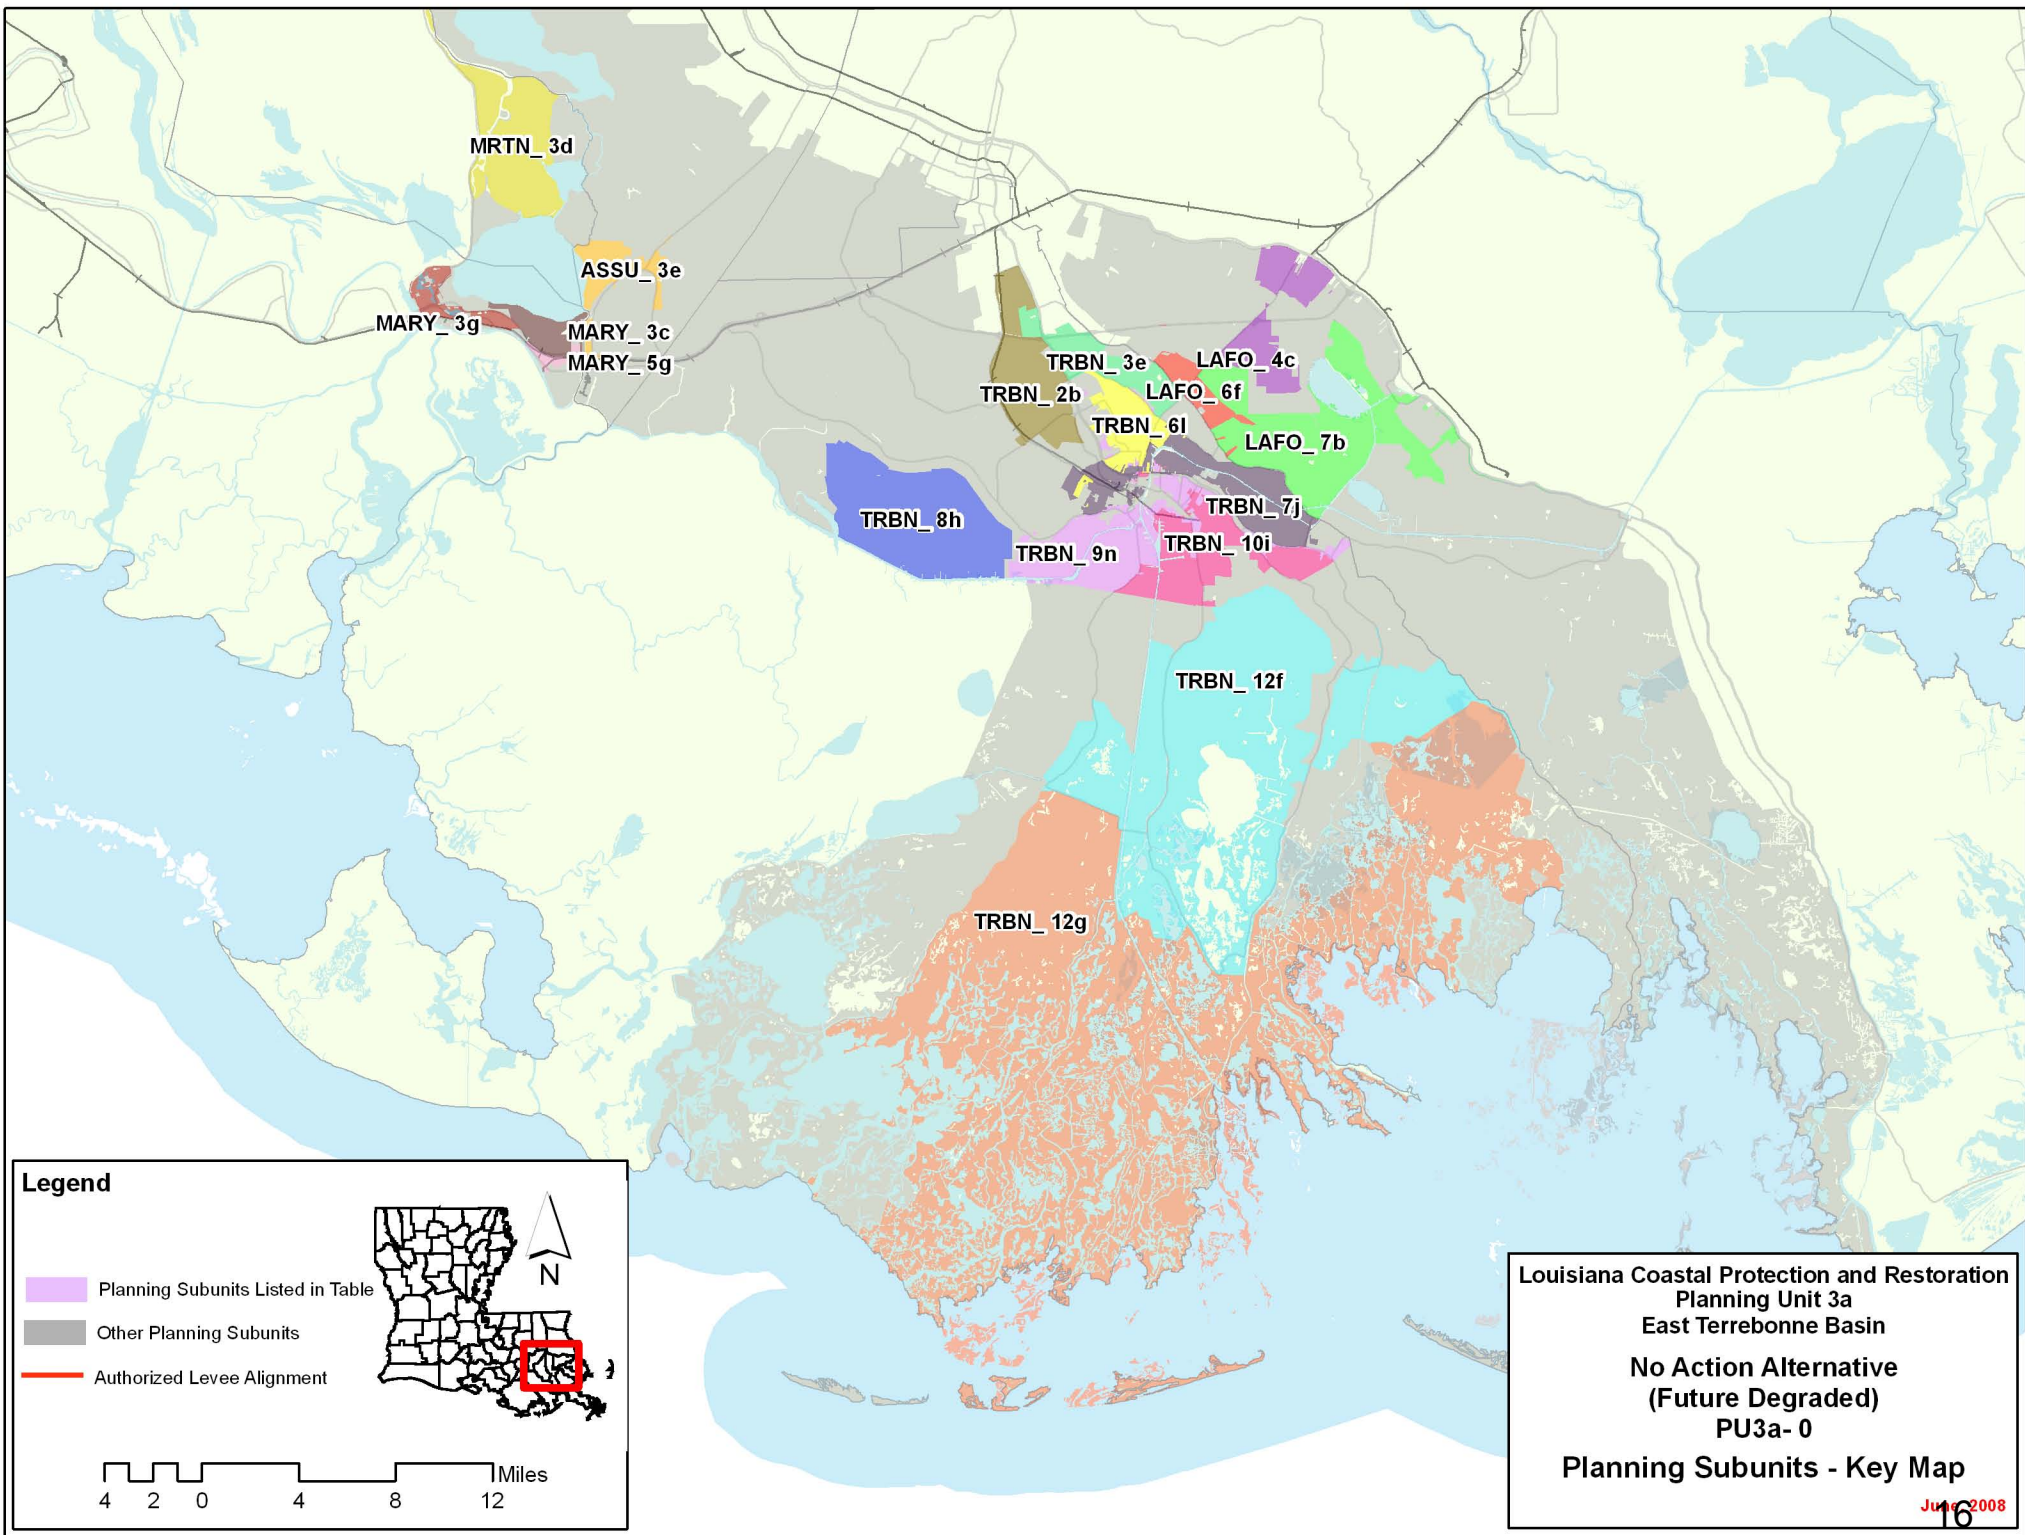 MRTN_ 3d
ASSU_ 3e
MARY_ 3g
MARY_ 3c
MARY_ 5g
TRBN_ 3e
LAFO_ 4c
TRBN_ 2b
LAFO_ 6f
TRBN_ 6l
LAFO_ 7b
TRBN_ 8h
TRBN_ 7j
TRBN_ 9n
TRBN_ 10i
TRBN_ 12f
TRBN_ 12g
Legend
N
Planning Subunits Listed in Table
Other Planning Subunits
Authorized Levee Alignment
Miles
4 2 0 4 8 12
Louisiana Coastal Protection and Restoration
Planning Unit 3a
East Terrebonne Basin
No Action Alternative
(Future Degraded)
PU3a- 0
Planning Subunits - Key Map
June 2008
16